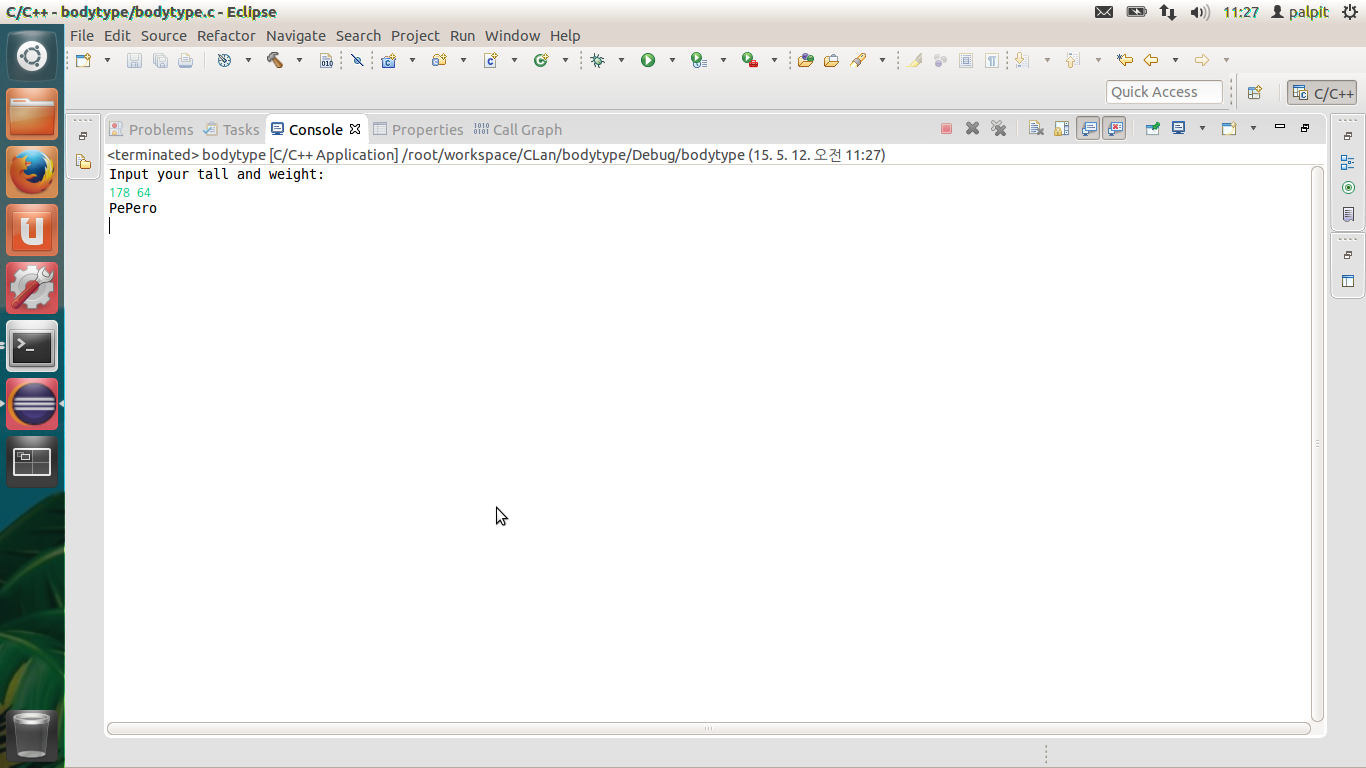 C/C++ - bodytype/bodytype.c - Eclipse
11:27 palpit
File Edit Source Refactor Navigate Search Project Run Window Help
Quick Access
C/C++
Problems Tasks Console Properties Call Graph
<terminated> bodytype [C/C++ Application] /root/workspace/CLan/bodytype/Debug/bodytype (15. 5. 12. 오전 11:27)
Input your tall and weight:
178 64
PePero